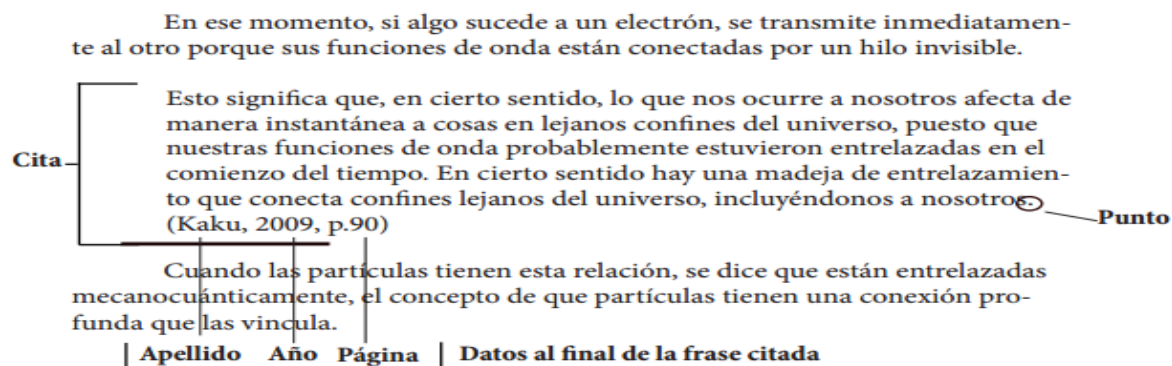 En ese momento, si algo sucede a un electrón, se transmite inmediatamen-
te al otro porque sus funciones de onda están conectadas por un hilo invisible.
Esto significa que, en cierto sentido, lo que nos ocurre a nosotros afecta de
manera instantánea a cosas en lejanos confines del universo, puesto que
nuestras funciones de onda probablemente estuvieron entrelazadas en el
Cita
comienzo del tiempo. En cierto sentido hay una madeja de entrelazamien-
to que conecta confines lejanos del universo, incluyéndonos a nosotros.
Punto
(Kaku, 2009, p.90)
Cuando las partículas tienen esta relación, se dice que están entrelazadas
mecanocuánticamente, el concepto de que partículas tienen una conexión pro-
funda que las vincula.
Apellido Año Página Datos al final de la frase citada